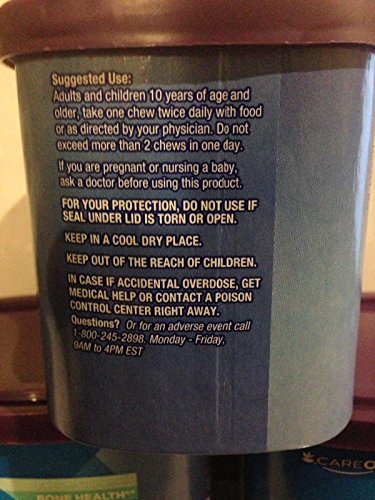 Suggested Use:
Adults and children 10 years of age and
older, take one chew twice daily with food
or as directed by your physician. Do not
exceed more than 2 chews in one day.
If you are pregnant or nursing a baby,
ask a doctor before using this product.
FOR YOUR PROTECTION, DO NOT USE IF
SEAL UNDER LID IS TORN OR OPEN.
KEEP IN A COOL DRY PLACE.
KEEP OUT OF THE REACH OF CHILDREN.
IN CASE IF ACCIDENTAL OVERDOSE, GET
MEDICAL HELP OR CONTACT A POISON
CONTROL CENTER RIGHT AWAY.
Questions? Or for an adverse event call
1-800-245-2898. Monday - Friday,
9AM to 4PM EST
BONE HEALTH
CAREO